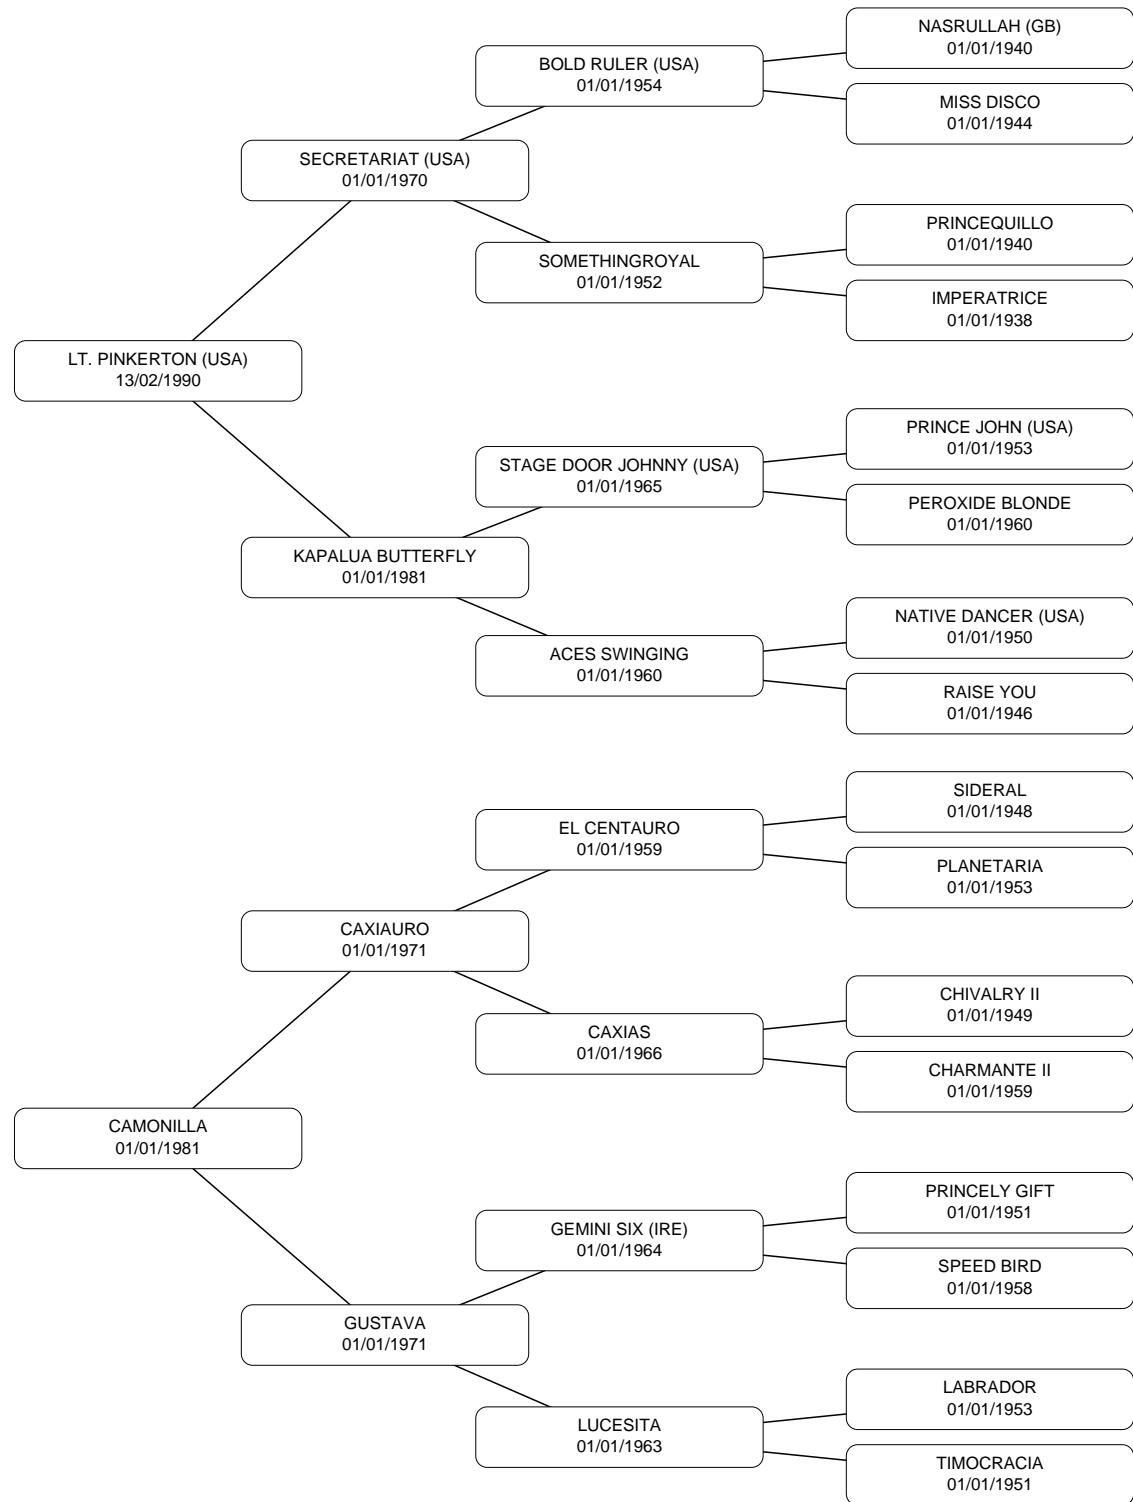 NASRULLAH (GB)
01/01/1940
BOLD RULER (USA)
01/01/1954
MISS DISCO
01/01/1944
SECRETARIAT (USA)
01/01/1970
PRINCEQUILLO
01/01/1940
SOMETHINGROYAL
01/01/1952
IMPERATRICE
01/01/1938
LT. PINKERTON (USA)
13/02/1990
PRINCE JOHN (USA)
01/01/1953
STAGE DOOR JOHNNY (USA)
01/01/1965
PEROXIDE BLONDE
01/01/1960
KAPALUA BUTTERFLY
01/01/1981
NATIVE DANCER (USA)
01/01/1950
ACES SWINGING
01/01/1960
RAISE YOU
01/01/1946
SIDERAL
01/01/1948
EL CENTAURO
01/01/1959
PLANETARIA
01/01/1953
CAXIAURO
01/01/1971
CHIVALRY II
01/01/1949
CAXIAS
01/01/1966
CHARMANTE II
01/01/1959
CAMONILLA
01/01/1981
PRINCELY GIFT
01/01/1951
GEMINI SIX (IRE)
01/01/1964
SPEED BIRD
01/01/1958
GUSTAVA
01/01/1971
LABRADOR
01/01/1953
LUCESITA
01/01/1963
TIMOCRACIA
01/01/1951